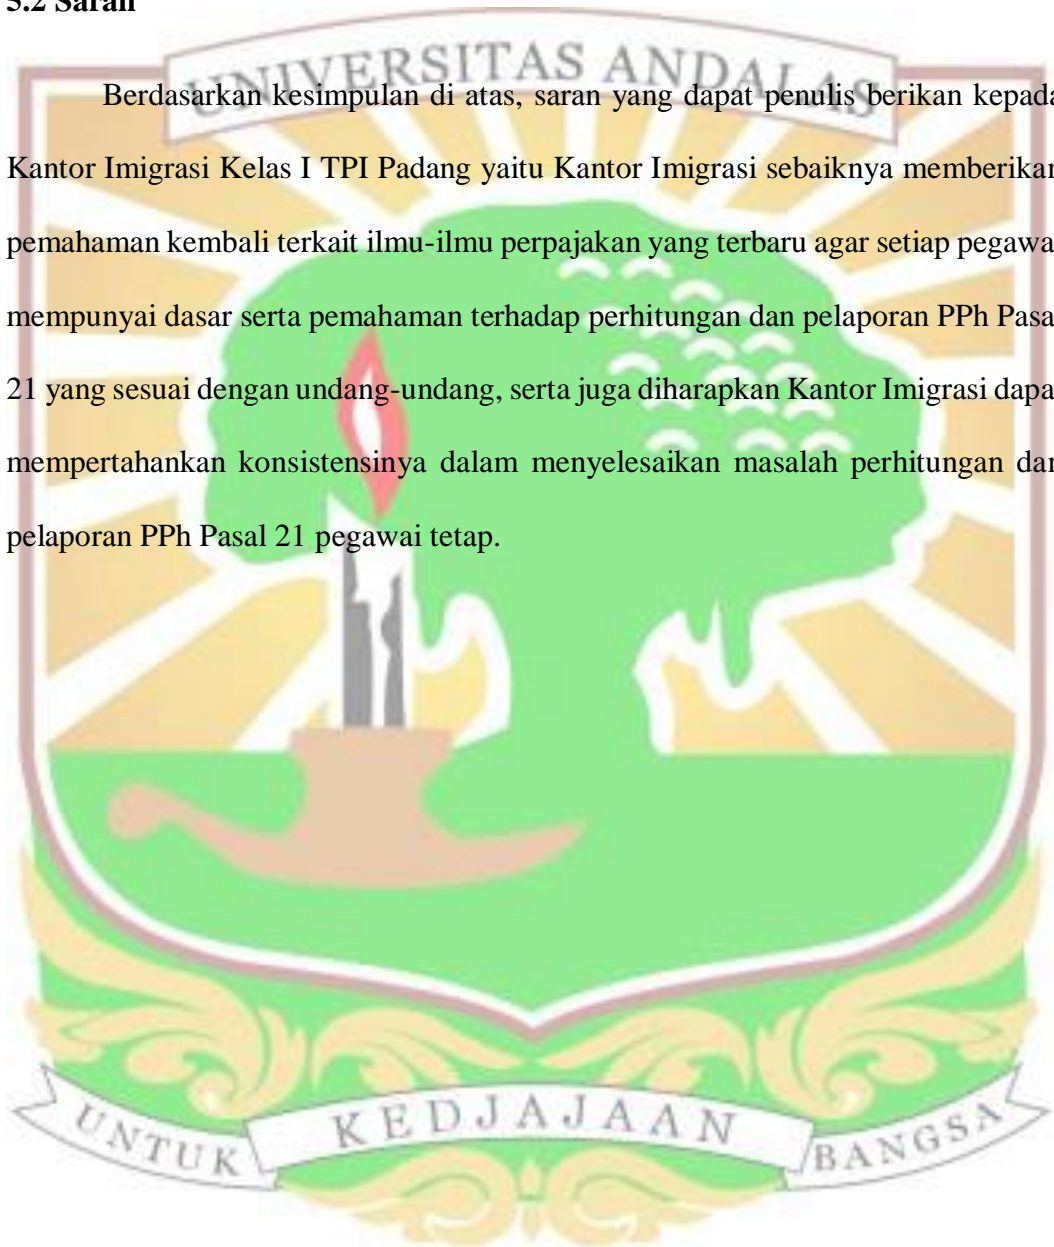 5.2 Saran
UNIVERSITAS ANDALAS
Berdasarkan kesimpulan di atas, saran yang dapat penulis berikan kepada
Kantor Imigrasi Kelas I TPI Padang yaitu Kantor Imigrasi sebaiknya memberikan
pemahaman kembali terkait ilmu-ilmu perpajakan yang terbaru agar setiap pegawai
mempunyai dasar serta pemahaman terhadap perhitungan dan pelaporan PPh Pasal
21 yang sesuai dengan undang-undang, serta juga diharapkan Kantor Imigrasi dapat
mempertahankan konsistensinya dalam menyelesaikan masalah perhitungan dan
pelaporan PPh Pasal 21 pegawai tetap.
UNTUK KEDJAJAAN BANGSA